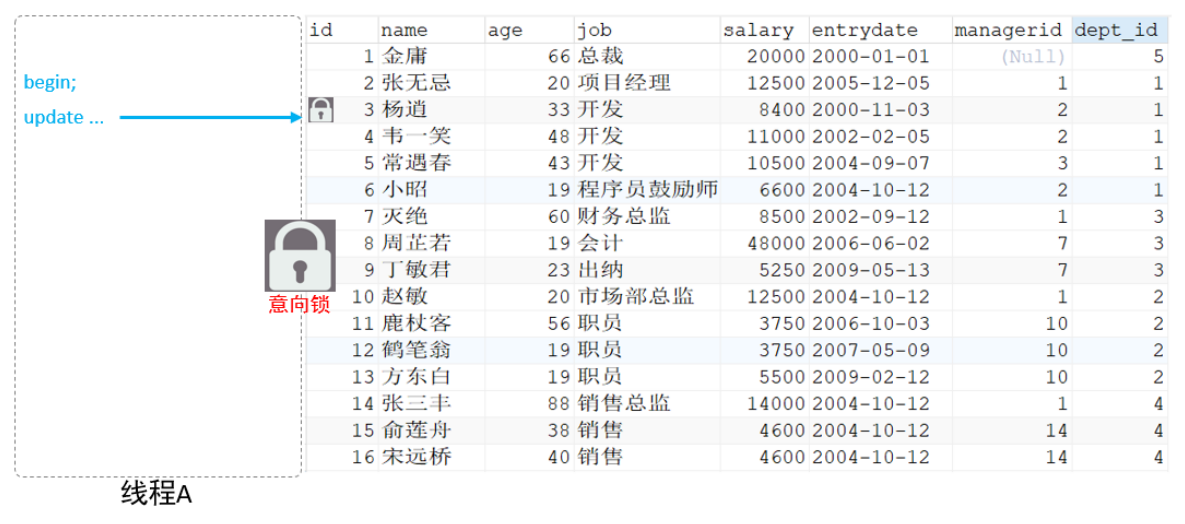 id name age job salary entrydate managerid dept_id
1 金庸 66 总裁 20000 2000-01-01 (Null) 5
begin;
2 张无忌 20 项目经理 12500 2005-12-05 1 1
update ...
3 杨逍 33 开发 8400 2000-11-03 2 1
4 韦一笑 48 开发 11000 2002-02-05 2 1
5 常遇春 43 开发 10500 2004-09-07 3 1
6 小昭 19 程序员鼓励师 6600 2004-10-12 2 1
7 灭绝 60 财务总监 8500 2002-09-12 1 3
8 周芷若 19 会计 48000 2006-06-02 7 3
9 丁敏君 23 出纳 5250 2009-05-13 7 3
意向锁
10 赵敏 20 市场部总监 12500 2004-10-12 1 2
11 鹿杖客 56 职员 3750 2006-10-03 10 2
12 鹤笔翁 19 职员 3750 2007-05-09 10 2
13 方东白 19 职员 5500 2009-02-12 10 2
14 张三丰 88 销售总监 14000 2004-10-12 1 4
15 俞莲舟 38 销售 4600 2004-10-12 14 4
16 宋远桥 40 销售 4600 2004-10-12 14 4
线程A